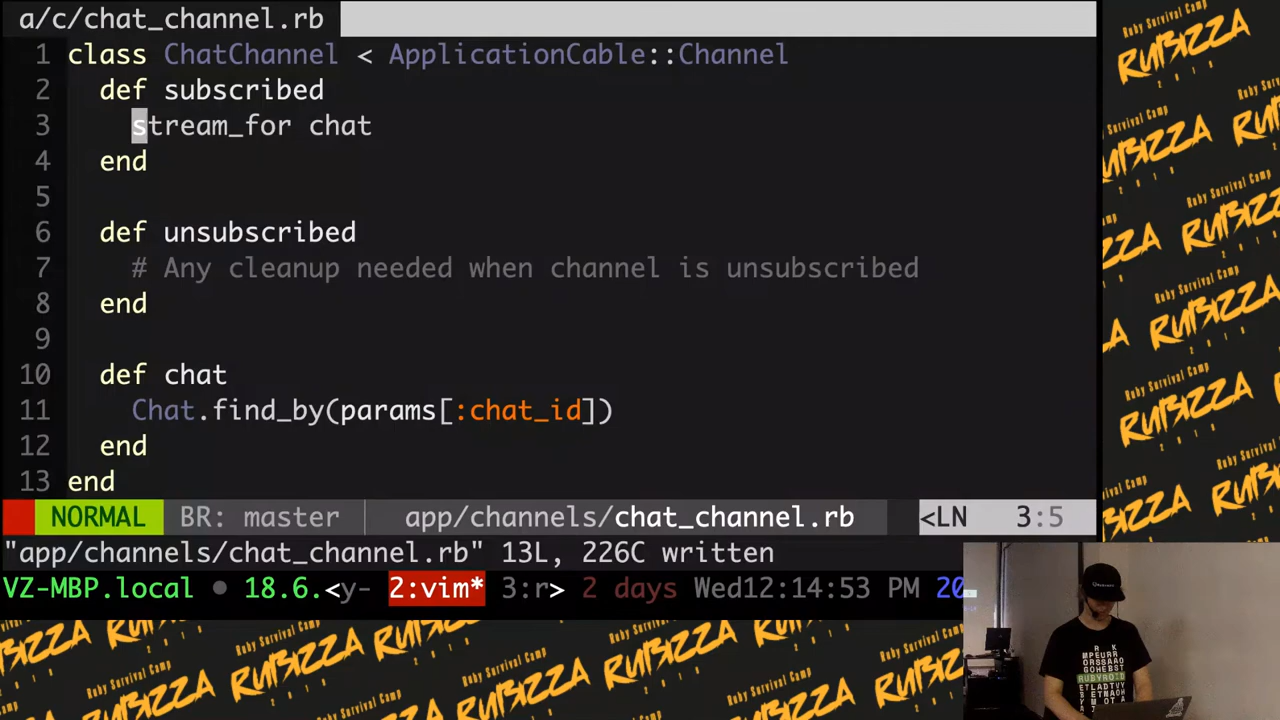 a/c/chat_channel.rb
1 class ChatChannel < ApplicationCable::Channel
2 def subscribed
3 stream_for chat
4 end
5
6 def unsubscribed
7 # Any cleanup needed when channel is unsubscribed
8 end
9
10 def chat
11 Chat.find_by(params[:chat_id])
12 end
13 end
NORMAL BR: master app/channels/chat_channel.rb <LN 3:5
"app/channels/chat_channel.rb" 13L, 226C written
VZ-MBP.local ● 18.6.<y- 2:vim* 3:r> 2 days Wed12:14:53 PM 20
Ruby Survival Camp
RUBIZZA
2018
RUBYROID